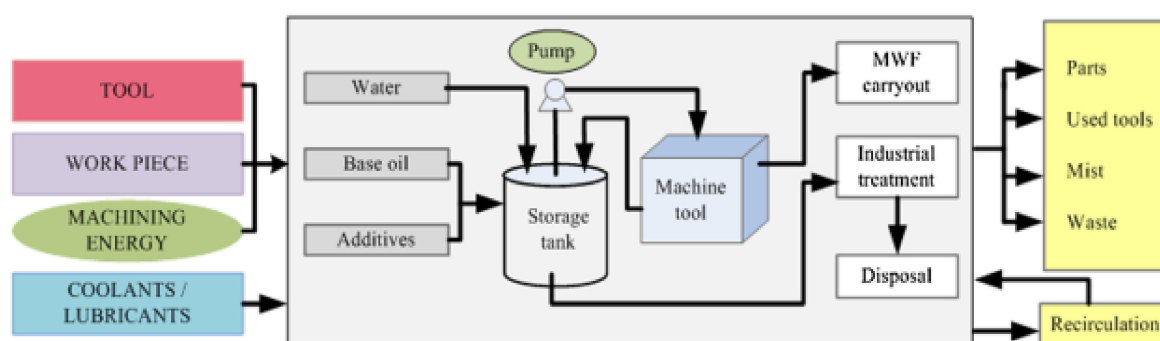 TOOL
WORK PIECE
MACHINING
ENERGY
COOLANTS /
LUBRICANTS
Water
Base oil
Additives
Pump
Storage
tank
Machine
tool
MWF
carryout
Industrial
treatment
Disposal
Parts
Used tools
Mist
Waste
Recirculation